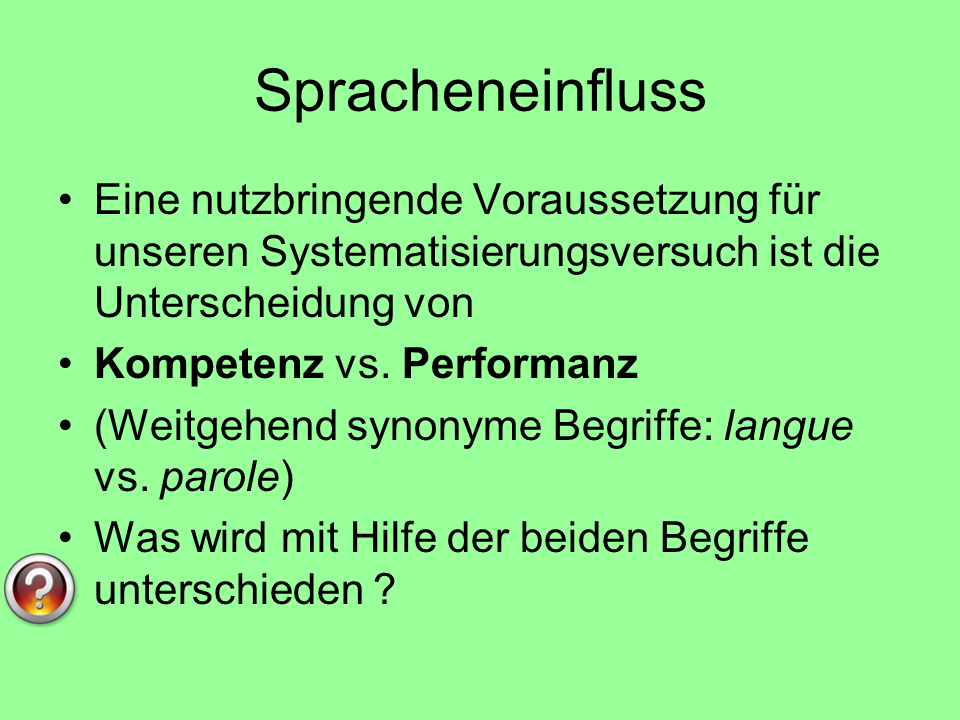 Spracheneinfluss
• Eine nutzbringende Voraussetzung für
unseren Systematisierungsversuch ist die
Unterscheidung von
• Kompetenz vs. Performanz
• (Weitgehend synonyme Begriffe: langue
vs. parole)
• Was wird mit Hilfe der beiden Begriffe
unterschieden ?
?